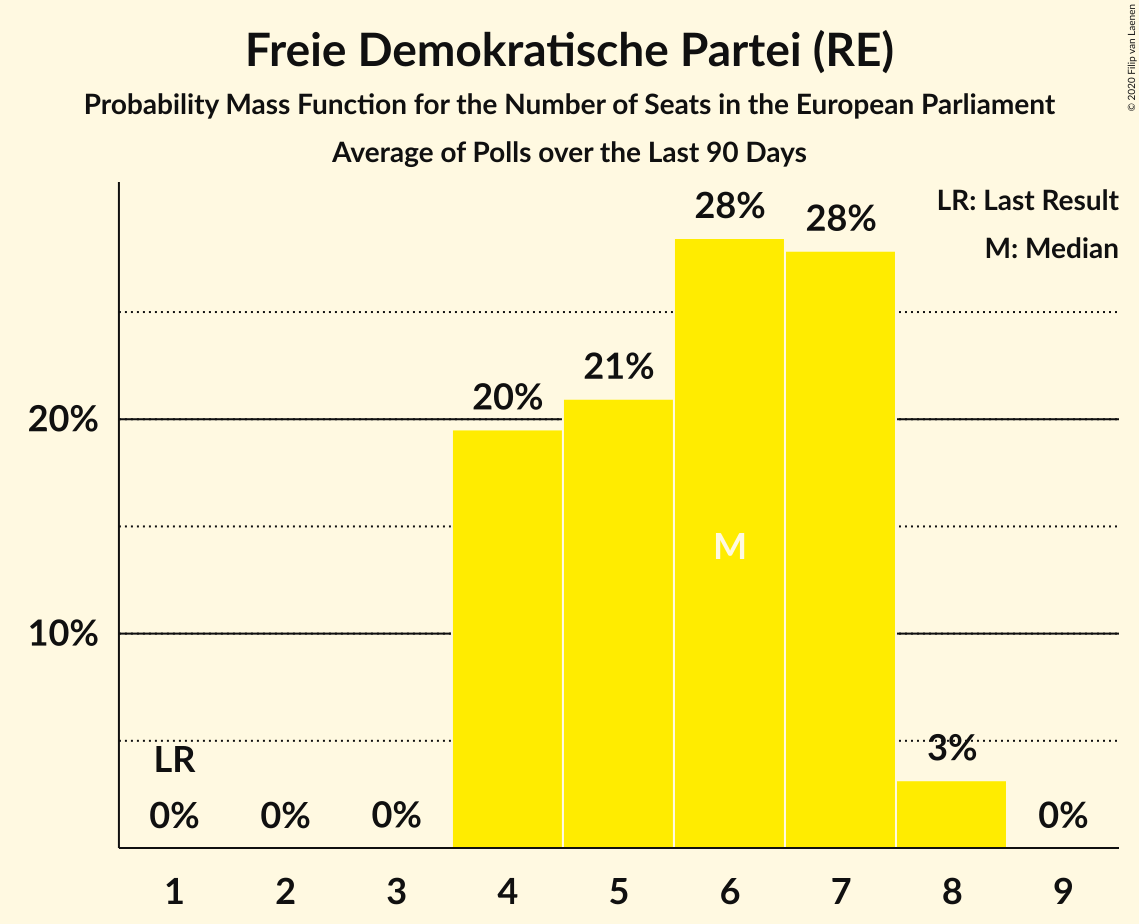 Freie Demokratische Partei (RE)
Probability Mass Function for the Number of Seats in the European Parliament
Average of Polls over the Last 90 Days
© 2020 Filip van Laenen
LR: Last Result
M: Median
28%
28%
21%
20%
20%
M
10%
3%
LR
0%
0%
0%
0%
1 2 3 4 5 6 7 8 9